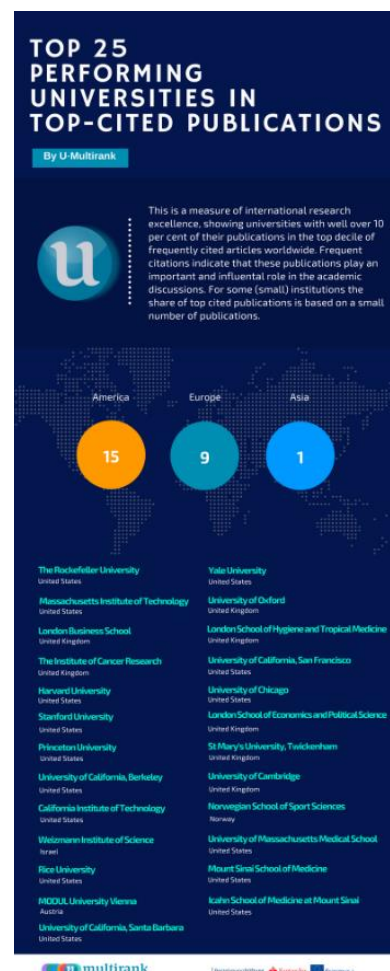 TOP 25
PERFORMING
UNIVERSITIES IN
TOP-CITED PUBLICATIONS
By U-Multirank
u
This is a measure of international research
excellence, showing universities with well over 10
per cent of their publications in the top decile of
frequently cited articles worldwide. Frequent
citations indicate that these publications play an
important and influental role in the academic
discussions. For some (small) institutions the
share of top cited publications is based on a small
number of publications.
America
Europe
Asia
15
9
1
The Rockefeller University
United States
Massachusetts Institute of Technology
United States
London Business School
United Kingdom
The Institute of Cancer Research
United Kingdom
Harvard University
United States
Stanford University
United States
Princeton University
United States
University of California, Berkeley
United States
California Institute of Technology
United States
Weizmann Institute of Science
Israel
Rice University
United States
MODUL University Vienna
Austria
University of California, Santa Barbara
United States
Yale University
United States
University of Oxford
United Kingdom
London School of Hygiene and Tropical Medicine
United Kingdom
University of California, San Francisco
United States
University of Chicago
United States
London School of Economics and Political Science
United Kingdom
St Mary's University, Twickenham
United Kingdom
University of Cambridge
United Kingdom
Norwegian School of Sport Sciences
Norway
University of Massachusetts Medical School
United States
Mount Sinai School of Medicine
United States
Icahn School of Medicine at Mount Sinai
United States
multirank